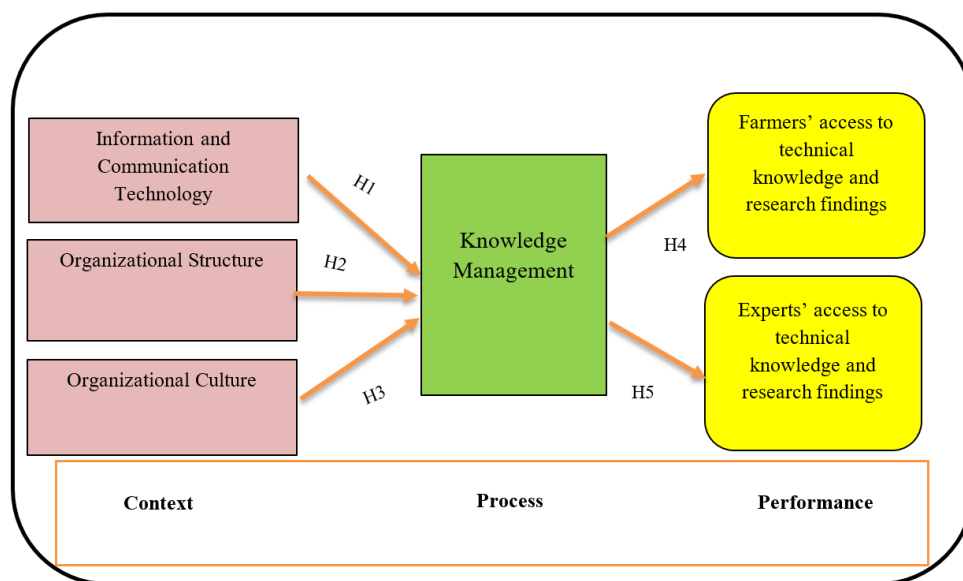 Information and
Communication
Technology
H1
Organizational Structure
H2
Organizational Culture
H3
Knowledge
Management
H4
H5
Farmers’ access to
technical
knowledge and
research findings
Experts’ access to
technical
knowledge and
research findings
Context
Process
Performance